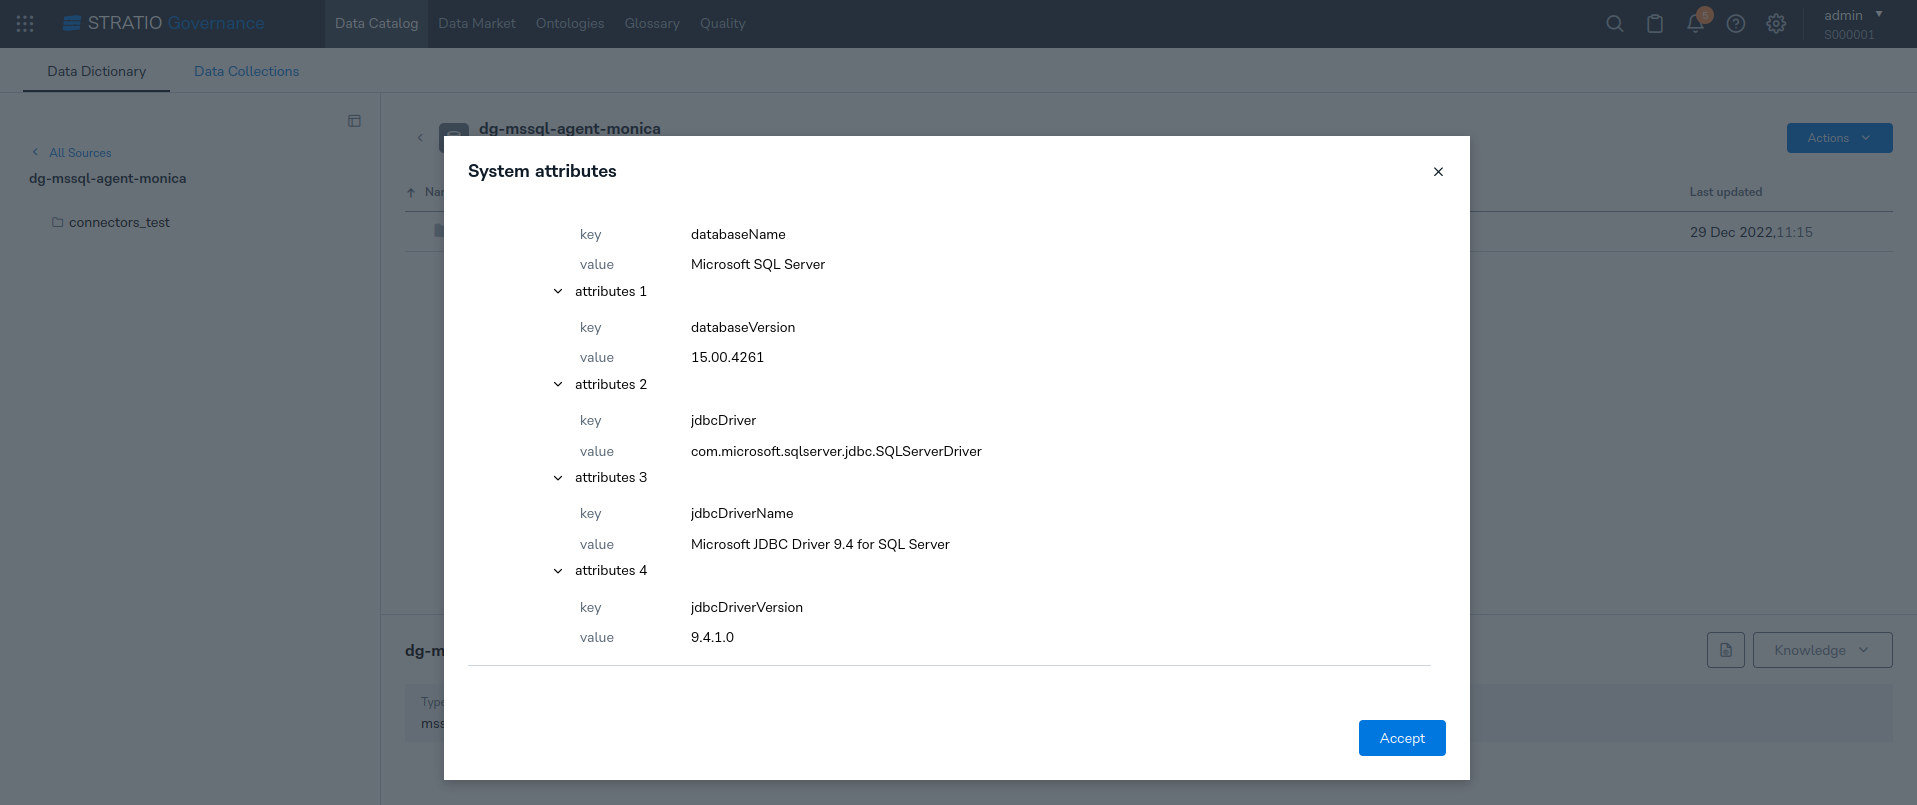 STRATIO Governance
Data Catalog
Data Market
Ontologies
Glossary
Quality
5
admin
S000001
Data Dictionary
Data Collections
All Sources
dg-mssql-agent-monica
connectors_test
dg-mssql-agent-monica
Actions
Nar
Last updated
29 Dec 2022,11:15
System attributes
key databaseName
value Microsoft SQL Server
attributes 1
key databaseVersion
value 15.00.4261
attributes 2
key jdbcDriver
value com.microsoft.sqlserver.jdbc.SQLServerDriver
attributes 3
key jdbcDriverName
value Microsoft JDBC Driver 9.4 for SQL Server
attributes 4
key jdbcDriverVersion
value 9.4.1.0
Accept
dg-m
Knowledge
Type
mss